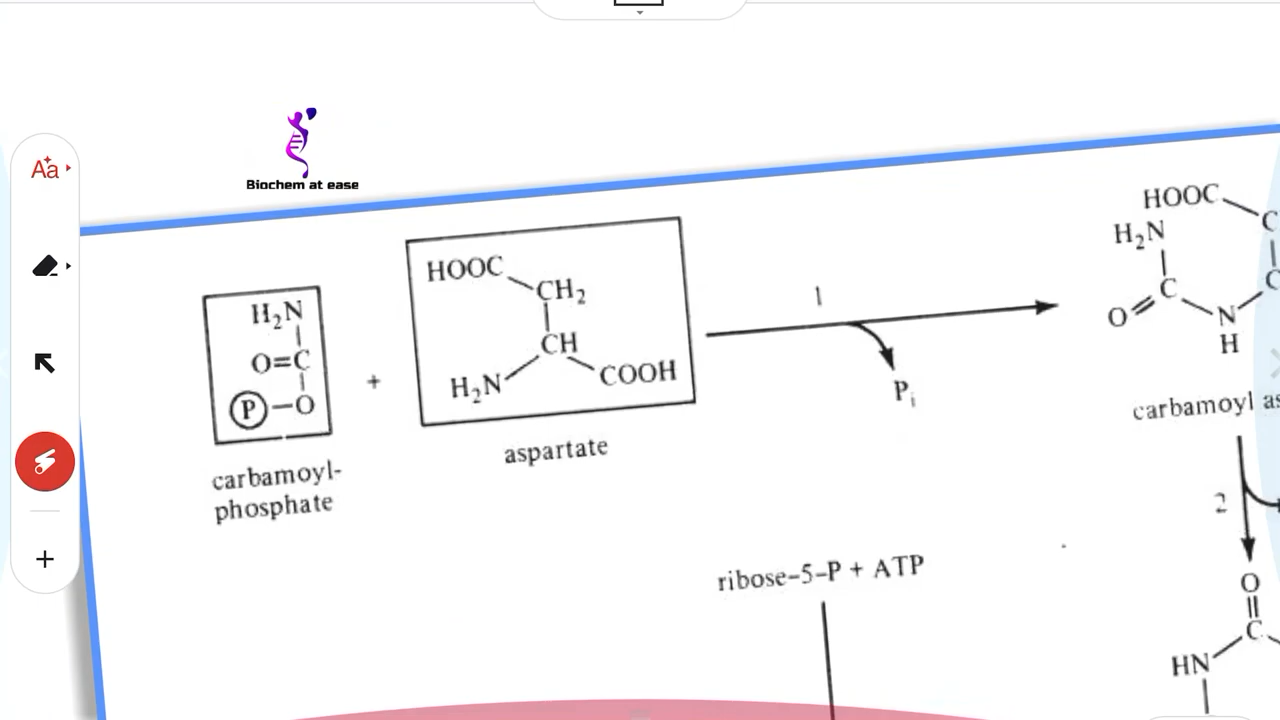 Aa
Biochem at ease
HOOC
CH2
CH
H2N
COOH
aspartate
H2N
O=C
P-O
carbamoyl-
phosphate
+
1
Pi
HOOC
C
H2N
C
C
O
N
H
carbamoyl as
2
ribose-5-P + ATP
O
C
HN